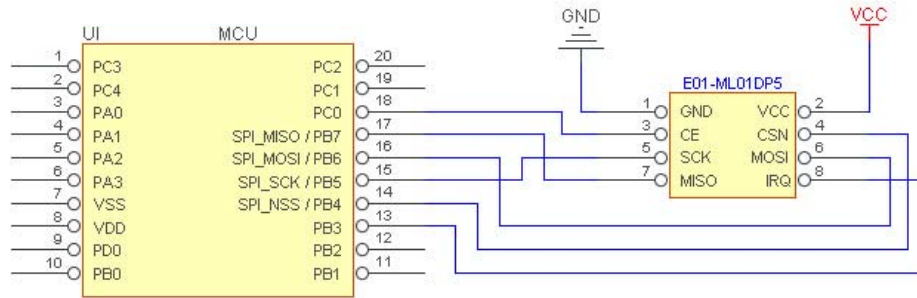 GND
VCC
UI MCU
E01-ML01DP5
1 PC3 PC2 20
2 PC4 PC1 19
3 PA0 PC0 18
4 PA1 SPI_MISO / PB7 17
5 PA2 SPI_MOSI / PB6 16
6 PA3 SPI_SCK / PB5 15
7 VSS SPI_NSS / PB4 14
8 VDD PB3 13
9 PD0 PB2 12
10 PB0 PB1 11
1 GND VCC 2
3 CE CSN 4
5 SCK MOSI 6
7 MISO IRQ 8